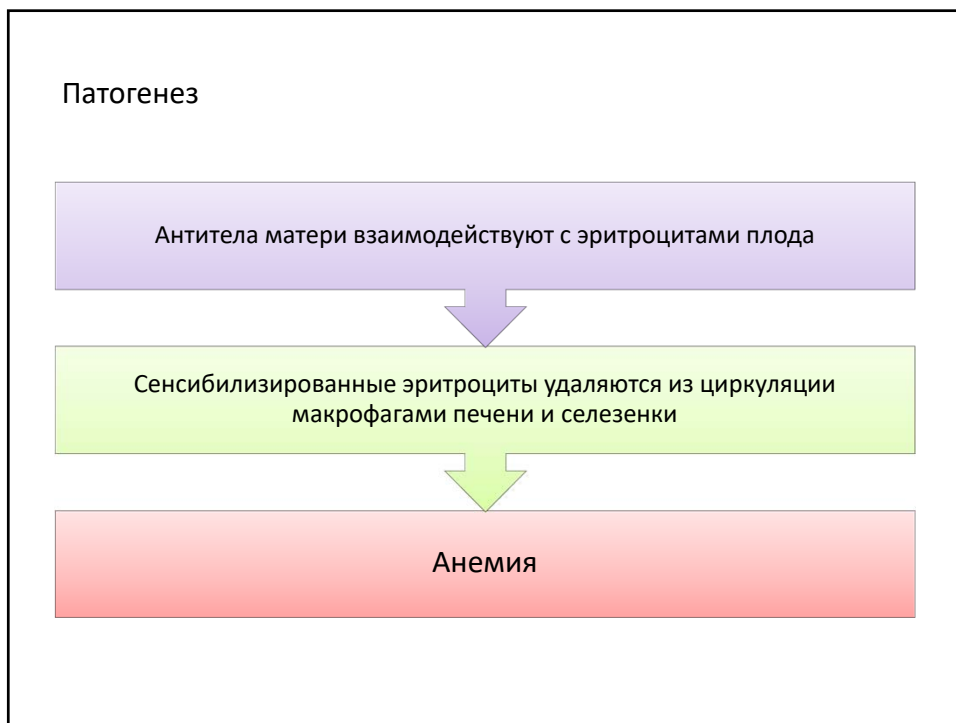 Патогенез
Антитела матери взаимодействуют с эритроцитами плода
Сенсибилизированные эритроциты удаляются из циркуляции
макрофагами печени и селезенки
Анемия